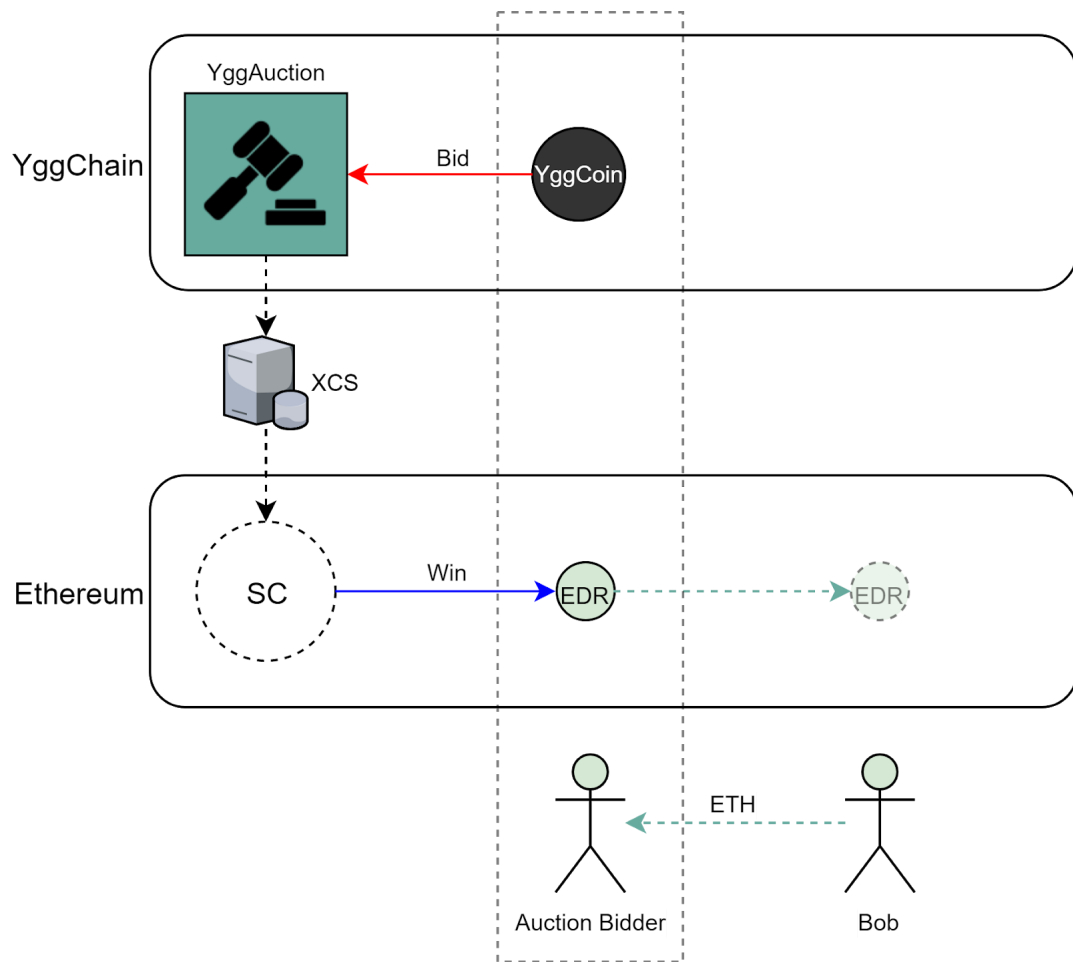 YggAuction
YggChain
Bid
YggCoin
XCS
Ethereum
SC
Win
EDR
EDR
ETH
Auction Bidder
Bob